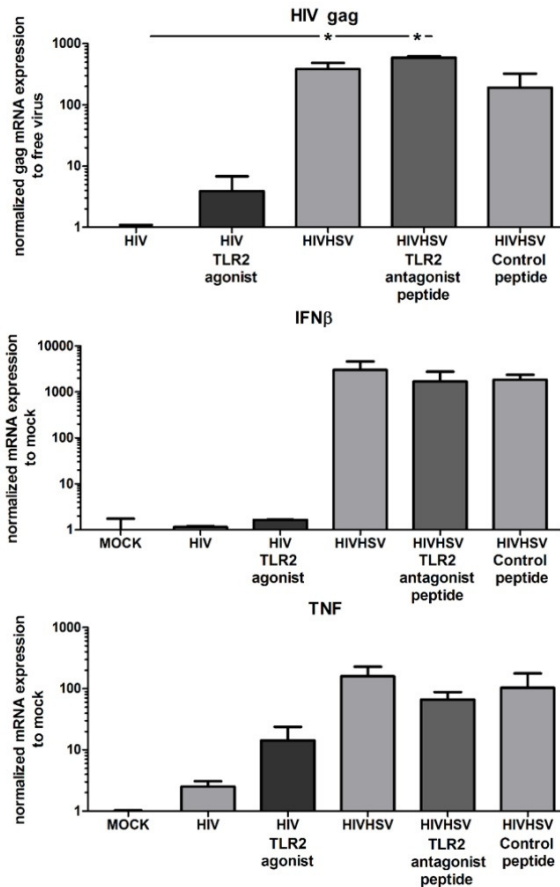 HIV gag
normalized gag mRNA expression
to free virus
1000
100
10
1
* *
HIV HIV HIVHSV HIVHSV HIVHSV
TLR2 TLR2 Control
agonist antagonist peptide
peptide
IFNβ
normalized mRNA expression
to mock
10000
1000
100
10
1
MOCK HIV HIV HIVHSV HIVHSV HIVHSV
TLR2 TLR2 Control
agonist antagonist peptide
peptide
TNF
normalized mRNA expression
to mock
1000
100
10
1
MOCK HIV HIV HIVHSV HIVHSV HIVHSV
TLR2 TLR2 Control
agonist antagonist peptide
peptide